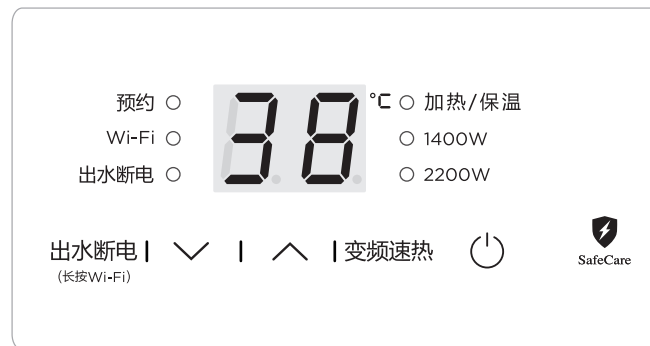 预约
Wi-Fi
出水断电
38 °C
加热/保温
1400W
2200W
出水断电
(长按Wi-Fi)
变频速热
SafeCare